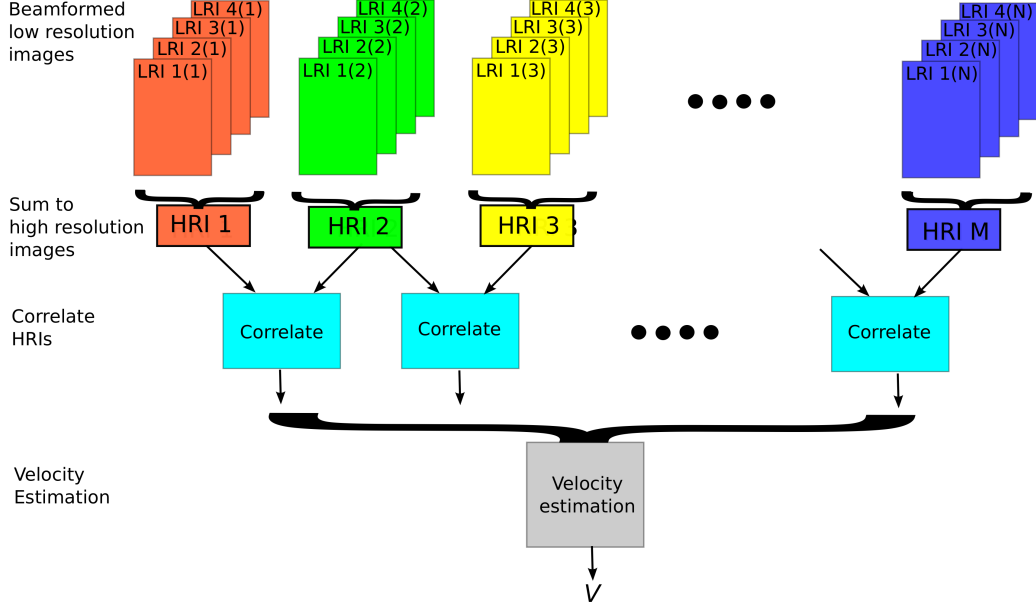 Beamformed
low resolution
images
LRI 4(1)
LRI 3(1)
LRI 2(1)
LRI 1(1)
LRI 4(2)
LRI 3(2)
LRI 2(2)
LRI 1(2)
LRI 4(3)
LRI 3(3)
LRI 2(3)
LRI 1(3)
LRI 4(N)
LRI 3(N)
LRI 2(N)
LRI 1(N)
Sum to
high resolution
images
HRI 1
HRI 2
HRI 3
HRI M
Correlate
HRIs
Correlate
Correlate
Correlate
Velocity
Estimation
Velocity
estimation
V